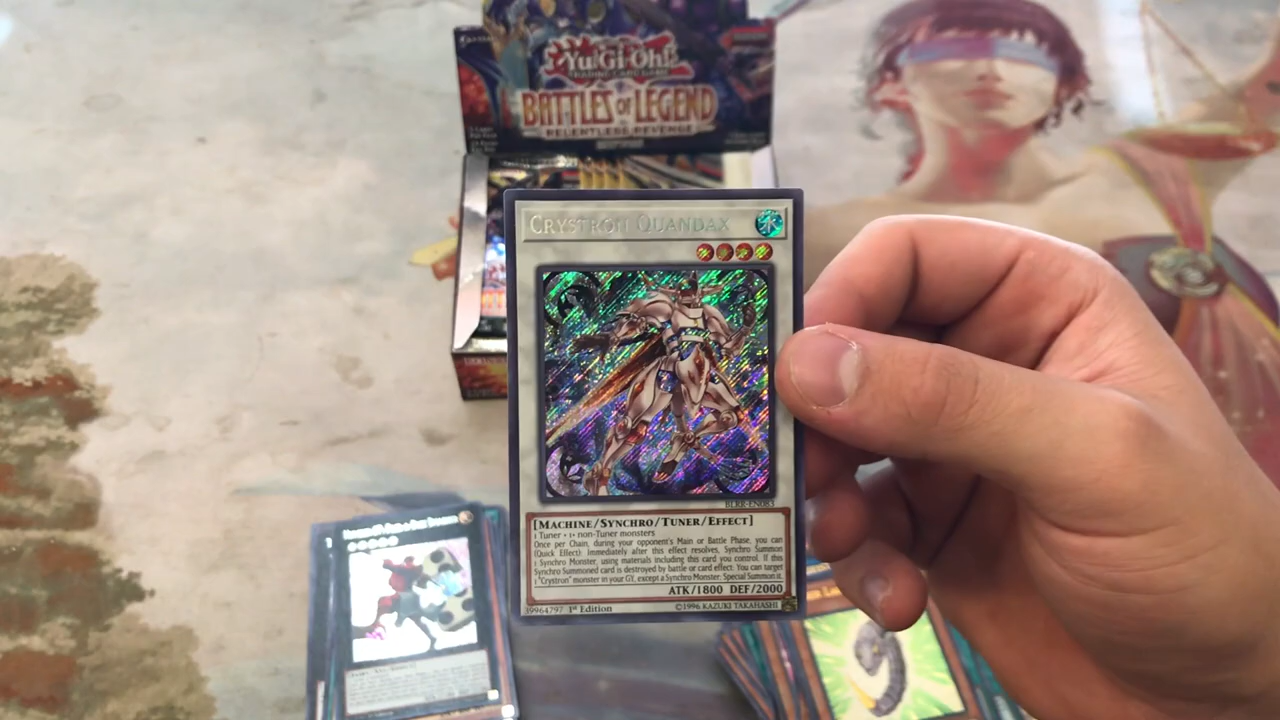 Yu-Gi-Oh!
TRADING CARD GAME
BATTLES OF LEGEND
RELENTLESS REVENGE
CRYSTRON QUANDAX
BLRR-EN083
[MACHINE/SYNCHRO/TUNER/EFFECT]
1 Tuner + 1+ non-Tuner monsters
Once per Chain, during your opponent's Main or Battle Phase, you can
(Quick Effect): Immediately after this effect resolves, Synchro Summon
1 Synchro Monster, using materials including this card you control. If this
Synchro Summoned card is destroyed by battle or card effect: You can target
1 "Crystron" monster in your GY, except a Synchro Monster; Special Summon it.
ATK/1800 DEF/2000
39964797 1st Edition ©1996 KAZUKI TAKAHASHI